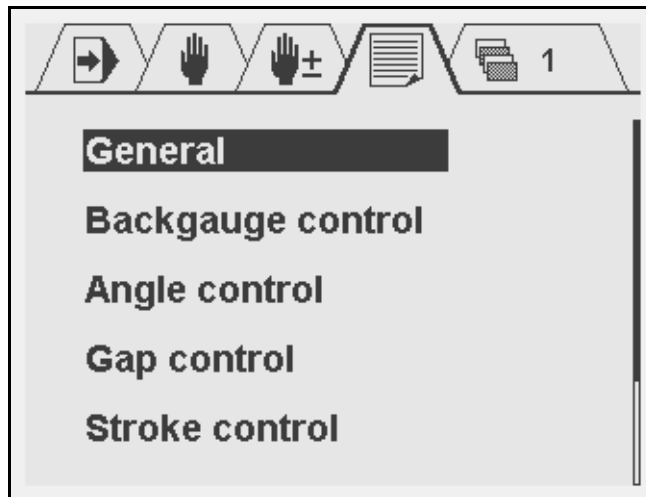 1
General
Backgauge control
Angle control
Gap control
Stroke control